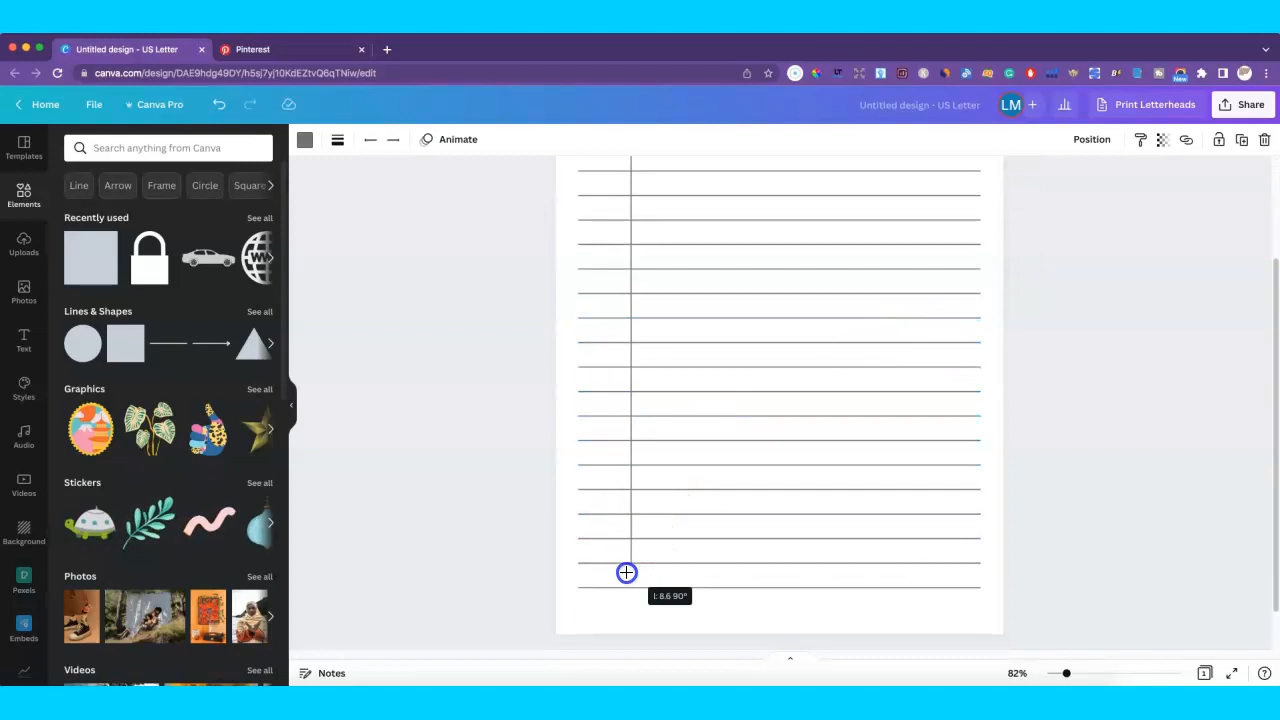 Untitled design - US Letter
Pinterest
canva.com/design/DAE9hdg49DY/h5sj7yj10KdEZtvQ6qTNiw/edit
New
Home
File
Canva Pro
Untitled design - US Letter
LM
Print Letterheads
Share
Templates
Elements
Uploads
Photos
Text
Styles
Audio
Videos
Background
Pexels
Embeds
Search anything from Canva
Line
Arrow
Frame
Circle
Square
Recently used
See all
Lines & Shapes
See all
Graphics
See all
Stickers
See all
Photos
See all
Videos
See all
Animate
Position
l: 8.6 90°
Notes
82%
1